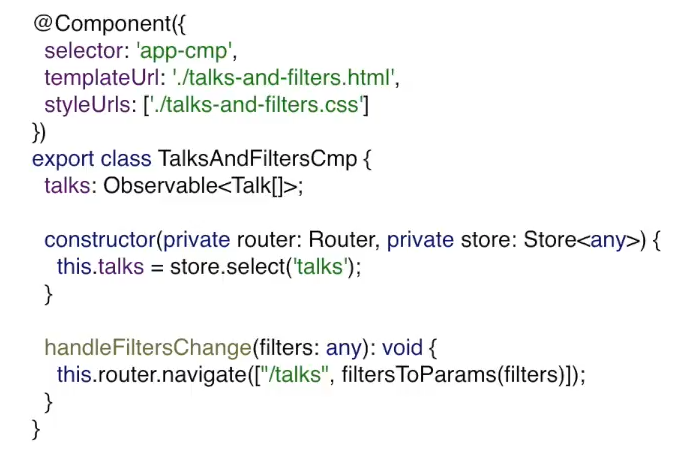 @Component({
selector: 'app-cmp',
templateUrl: './talks-and-filters.html',
styleUrls: ['./talks-and-filters.css']
})
export class TalksAndFiltersCmp {
talks: Observable<Talk[]>;
constructor(private router: Router, private store: Store<any>) {
this.talks = store.select('talks');
}
handleFiltersChange(filters: any): void {
this.router.navigate(["/talks", filtersToParams(filters)]);
}
}